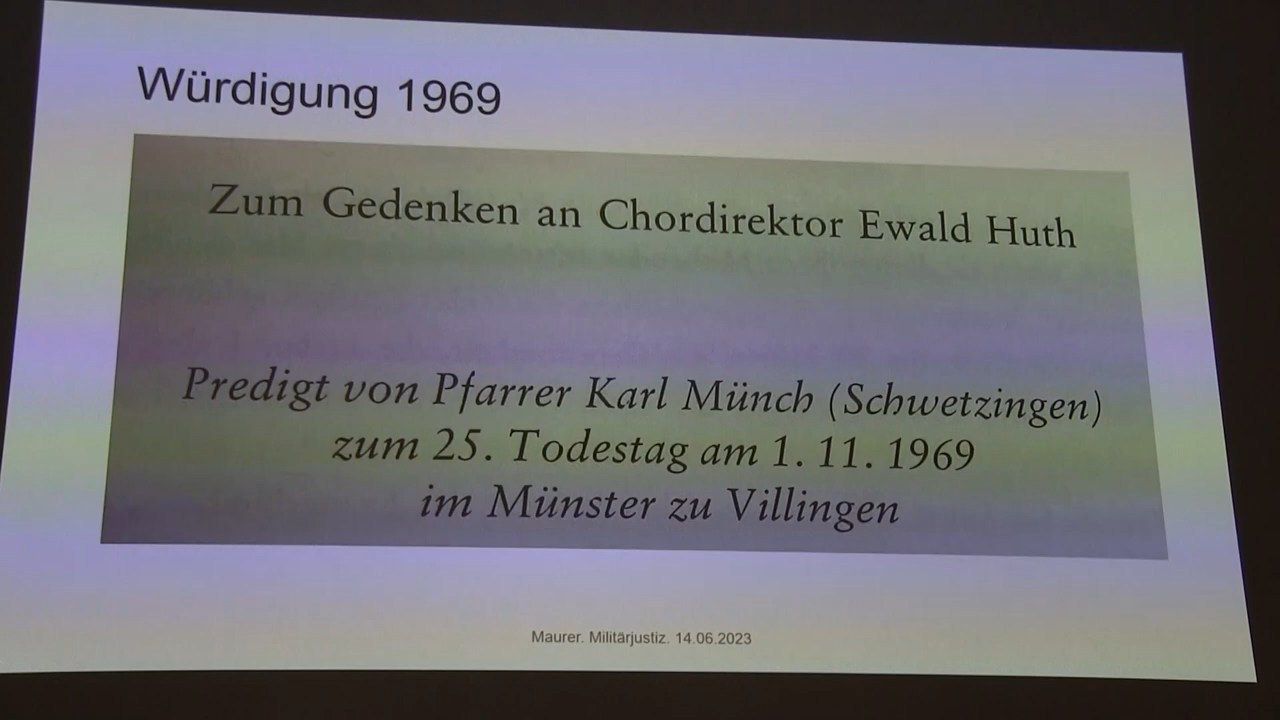 Würdigung 1969
Zum Gedenken an Chordirektor Ewald Huth
Predigt von Pfarrer Karl Münch (Schwetzingen)
zum 25. Todestag am 1. 11. 1969
im Münster zu Villingen
Maurer. Militärjustiz. 14.06.2023